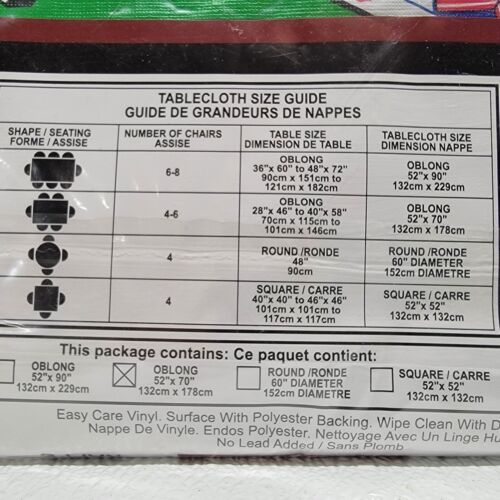 TABLECLOTH SIZE GUIDE
GUIDE DE GRANDEURS DE NAPPES
SHAPE / SEATING
FORME / ASSISE
NUMBER OF CHAIRS
ASSISE
TABLE SIZE
DIMENSION DE TABLE
TABLECLOTH SIZE
DIMENSION NAPPE
6-8
OBLONG
36"x 60" to 48"x 72"
90cm x 151cm to
121cm x 182cm
OBLONG
52"x 90"
132cm x 229cm
4-6
OBLONG
28"x 46" to 40"x 58"
70cm x 115cm to
101cm x 146cm
OBLONG
52"x 70"
132cm x 178cm
4
ROUND /RONDE
48"
90cm
ROUND /RONDE
60" DIAMETER
152cm DIAMETRE
4
SQUARE / CARRE
40"x 40" to 46"x 46"
101cm x 101cm to
117cm x 117cm
SQUARE / CARRE
52"x 52"
132cm x 132cm
This package contains: Ce paquet contient:
OBLONG
52"x 90"
132cm x 229cm
OBLONG
52"x 70"
132cm x 178cm
ROUND /RONDE
60" DIAMETER
152cm DIAMETRE
SQUARE / CARRE
52"x 52"
132cm x 132cm
Easy Care Vinyl. Surface With Polyester Backing. Wipe Clean With D
Nappe De Vinyle. Endos Polyester. Nettoyage Avec Un Linge Hu
No Lead Added / Sans Plomb